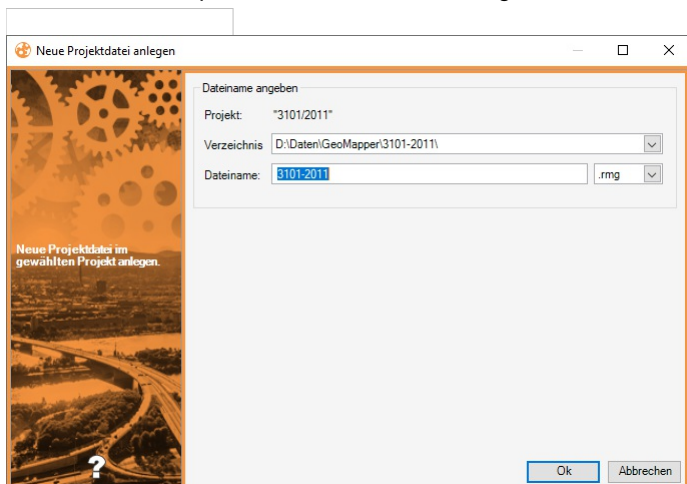 Neue Projektdatei anlegen
Dateiname angeben
Projekt: "3101/2011"
Verzeichnis D:\Daten\GeoMapper\3101-2011\
Dateiname: 3101-2011 .rmg
Neue Projektdatei im
gewählten Projekt anlegen.
?
Ok Abbrechen